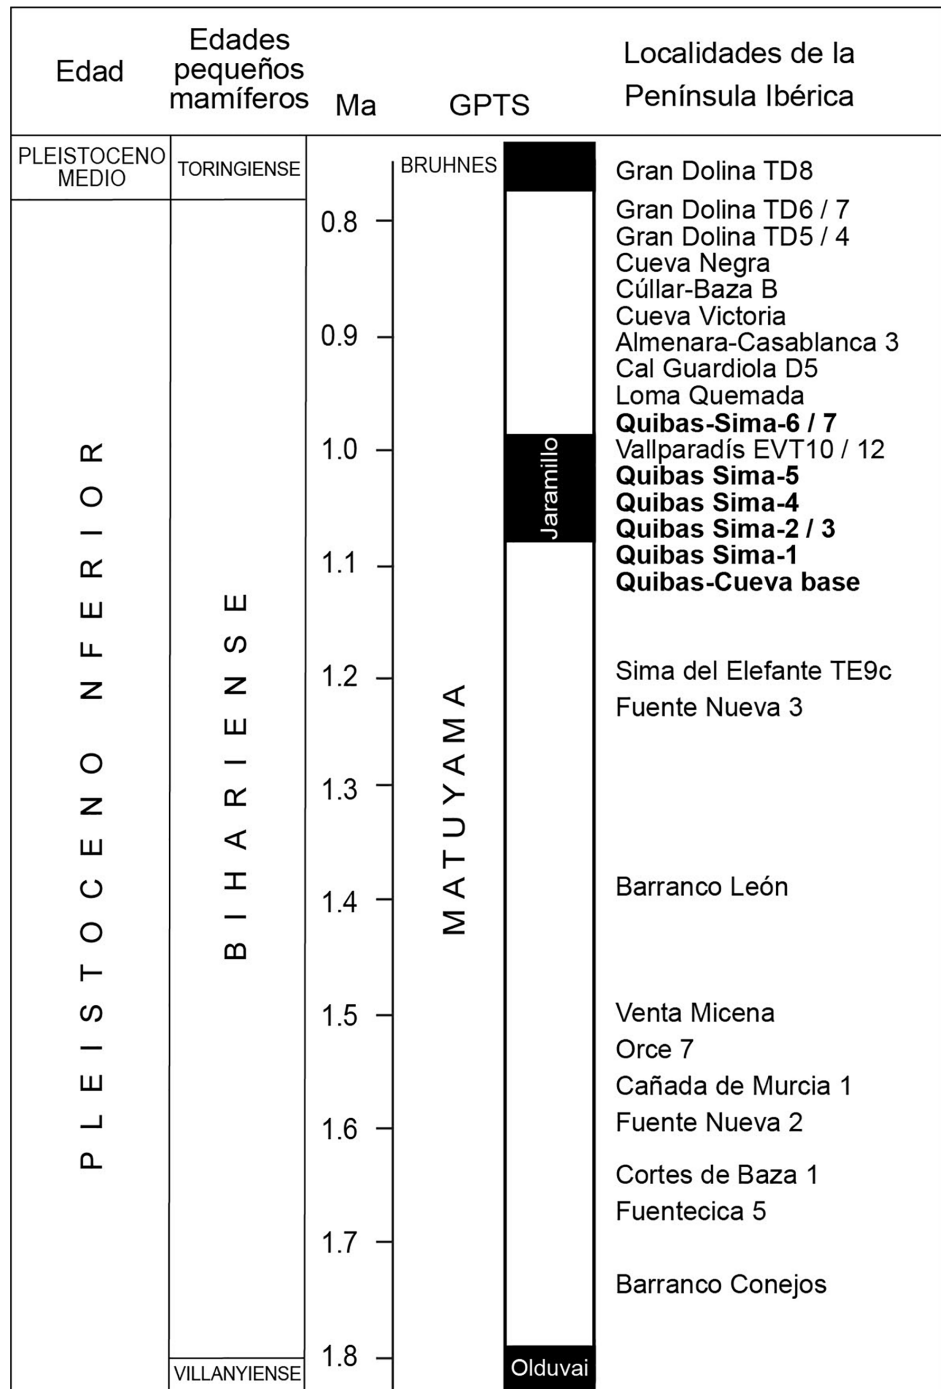 Edad
Edades
pequeños
mamíferos
Ma
GPTS
Localidades de la
Península Ibérica
PLEISTOCENO
MEDIO
TORINGIENSE
BRUHNES
Gran Dolina TD8
0.8
Gran Dolina TD6 / 7
Gran Dolina TD5 / 4
Cueva Negra
Cúllar-Baza B
Cueva Victoria
0.9
Almenara-Casablanca 3
Cal Guardiola D5
Loma Quemada
Quibas-Sima-6 / 7
1.0
Jaramillo
Vallparadís EVT10 / 12
Quibas Sima-5
Quibas Sima-4
Quibas Sima-2 / 3
Quibas Sima-1
1.1
Quibas-Cueva base
PLEISTOCENO NFERIOR
BIHARIENSE
MATUYAMA
1.2
Sima del Elefante TE9c
Fuente Nueva 3
1.3
Barranco León
1.4
1.5
Venta Micena
Orce 7
Cañada de Murcia 1
1.6
Fuente Nueva 2
Cortes de Baza 1
Fuentecica 5
1.7
Barranco Conejos
1.8
VILLANYIENSE
Olduvai